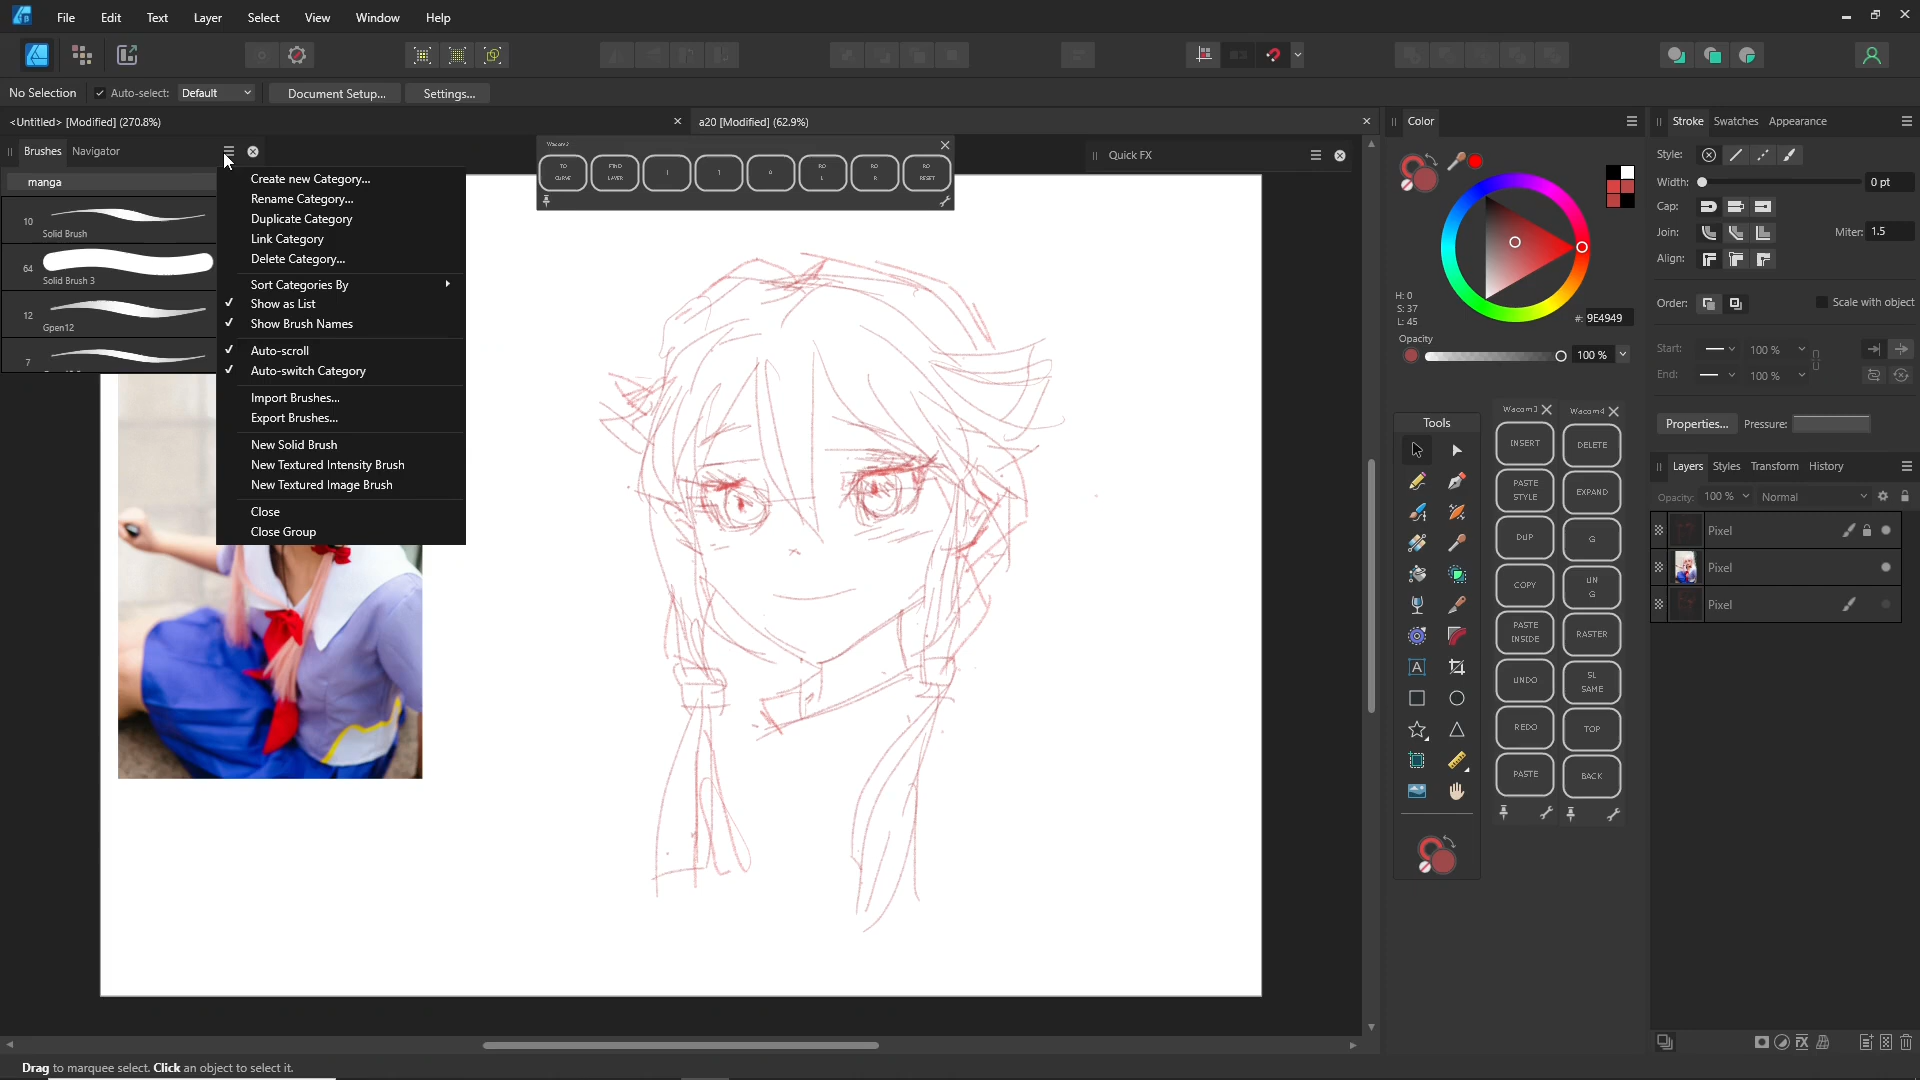 File Edit Text Layer Select View Window Help
No Selection Auto-select: Default Document Setup... Settings...
<Untitled> [Modified] (270.8%)
a20 [Modified] (62.9%)
Brushes Navigator
manga
10
Solid Brush
64
Solid Brush 3
12
Gpen12
7
Create new Category...
Rename Category...
Duplicate Category
Link Category
Delete Category...
Sort Categories By
Show as List
Show Brush Names
Auto-scroll
Auto-switch Category
Import Brushes...
Export Brushes...
New Solid Brush
New Textured Intensity Brush
New Textured Image Brush
Close
Close Group
Wacom2
TO CURVE
FIND LAYER
RO L
RO R
RO RESET
Quick FX
Color
H: 0
S: 37
L: 45
#: 9E4949
Opacity
100 %
Tools
Wacom3
INSERT
PASTE STYLE
DUP
COPY
PASTE INSIDE
UNDO
REDO
PASTE
Wacom4
DELETE
EXPAND
G
UN G
RASTER
SL SAME
TOP
BACK
Stroke Swatches Appearance
Style:
Width: 0 pt
Cap:
Join: Miter: 1.5
Align:
Order: Scale with object
Start: 100 %
End: 100 %
Properties... Pressure:
Layers Styles Transform History
Opacity: 100 % Normal
Pixel
Pixel
Pixel
Drag to marquee select. Click an object to select it.